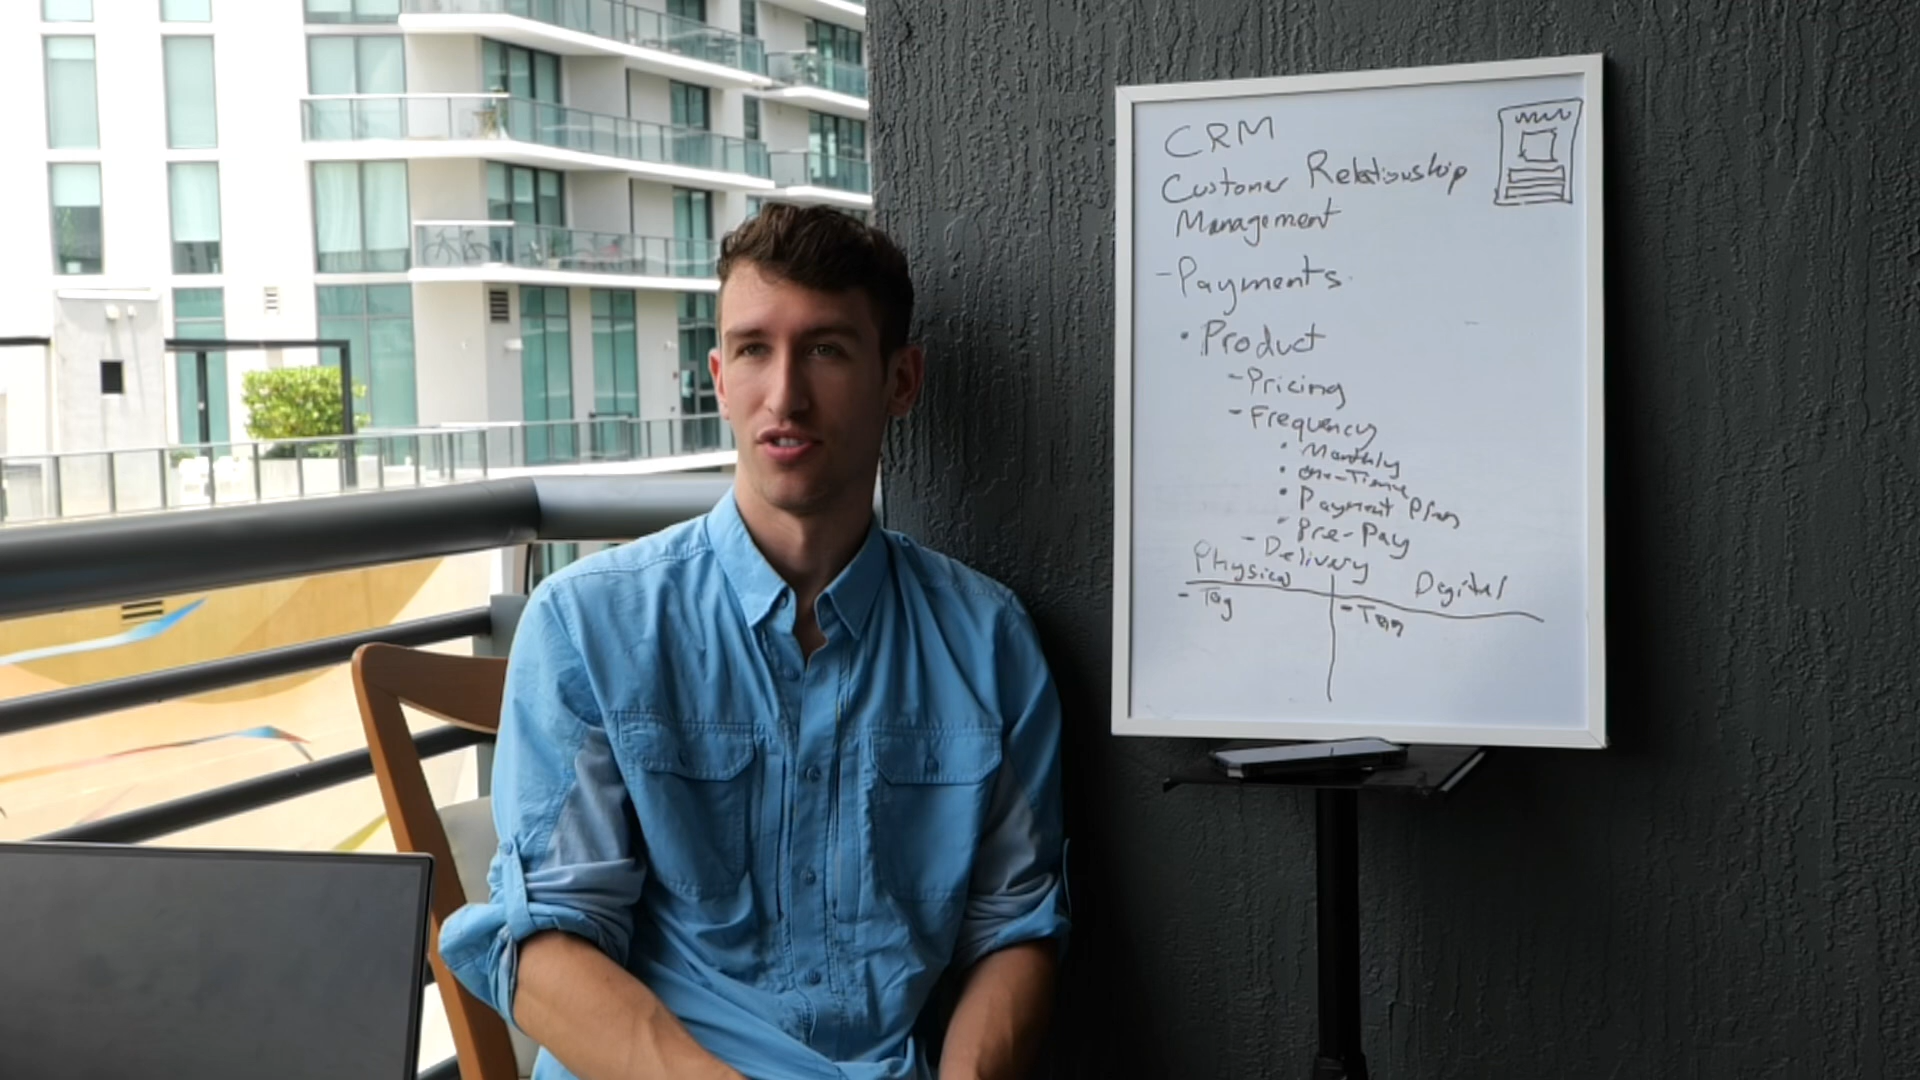 CRM
Customer Relationship
Management
- Payments
• Product
- Pricing
- Frequency
• Monthly
• One-Time
• Payment Plan
- Pre-Pay
- Delivery
Physical Digital
- Tag - Tag